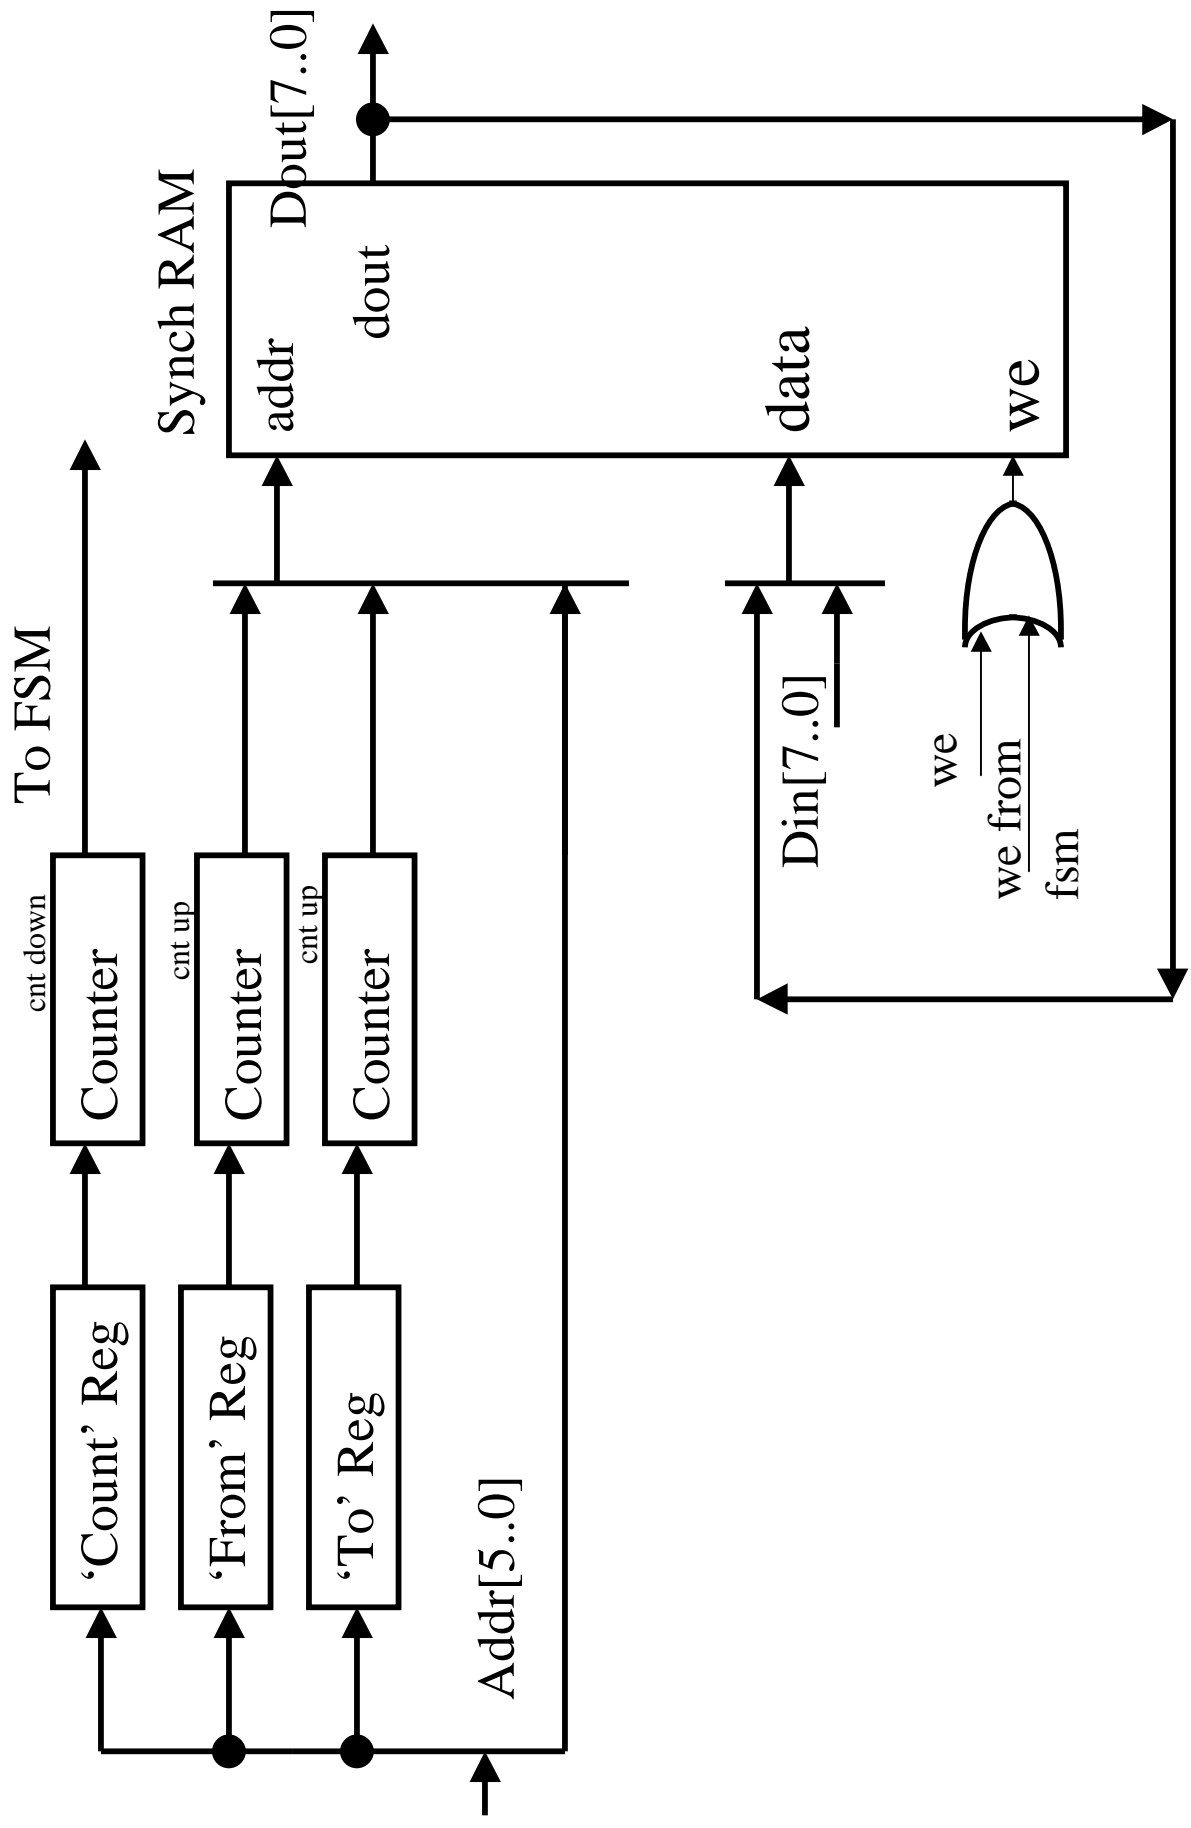 To FSM
cnt down
‘Count’ Reg
Counter
Synch RAM
cnt up
‘From’ Reg
Counter
addr
Dout[7..0]
cnt up
‘To’ Reg
Counter
dout
Addr[5..0]
Din[7..0]
data
we
we from
fsm
we